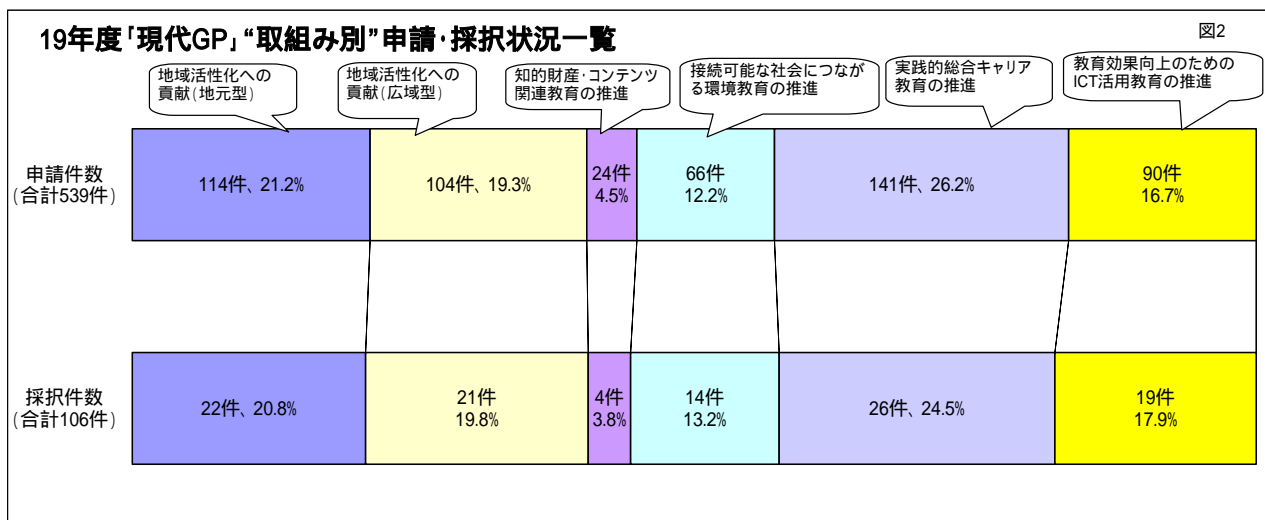 19年度｢現代GP｣“取組み別”申請・採択状況一覧
図2
地域活性化への
貢献(地元型)
地域活性化への
貢献(広域型)
知的財産・コンテンツ
関連教育の推進
接続可能な社会につなが
る環境教育の推進
実践的総合キャリア
教育の推進
教育効果向上のための
ICT活用教育の推進
申請件数
(合計539件)
114件、21.2%
104件、19.3%
24件
4.5%
66件
12.2%
141件、26.2%
90件
16.7%
採択件数
(合計106件)
22件、20.8%
21件
19.8%
4件
3.8%
14件
13.2%
26件、24.5%
19件
17.9%